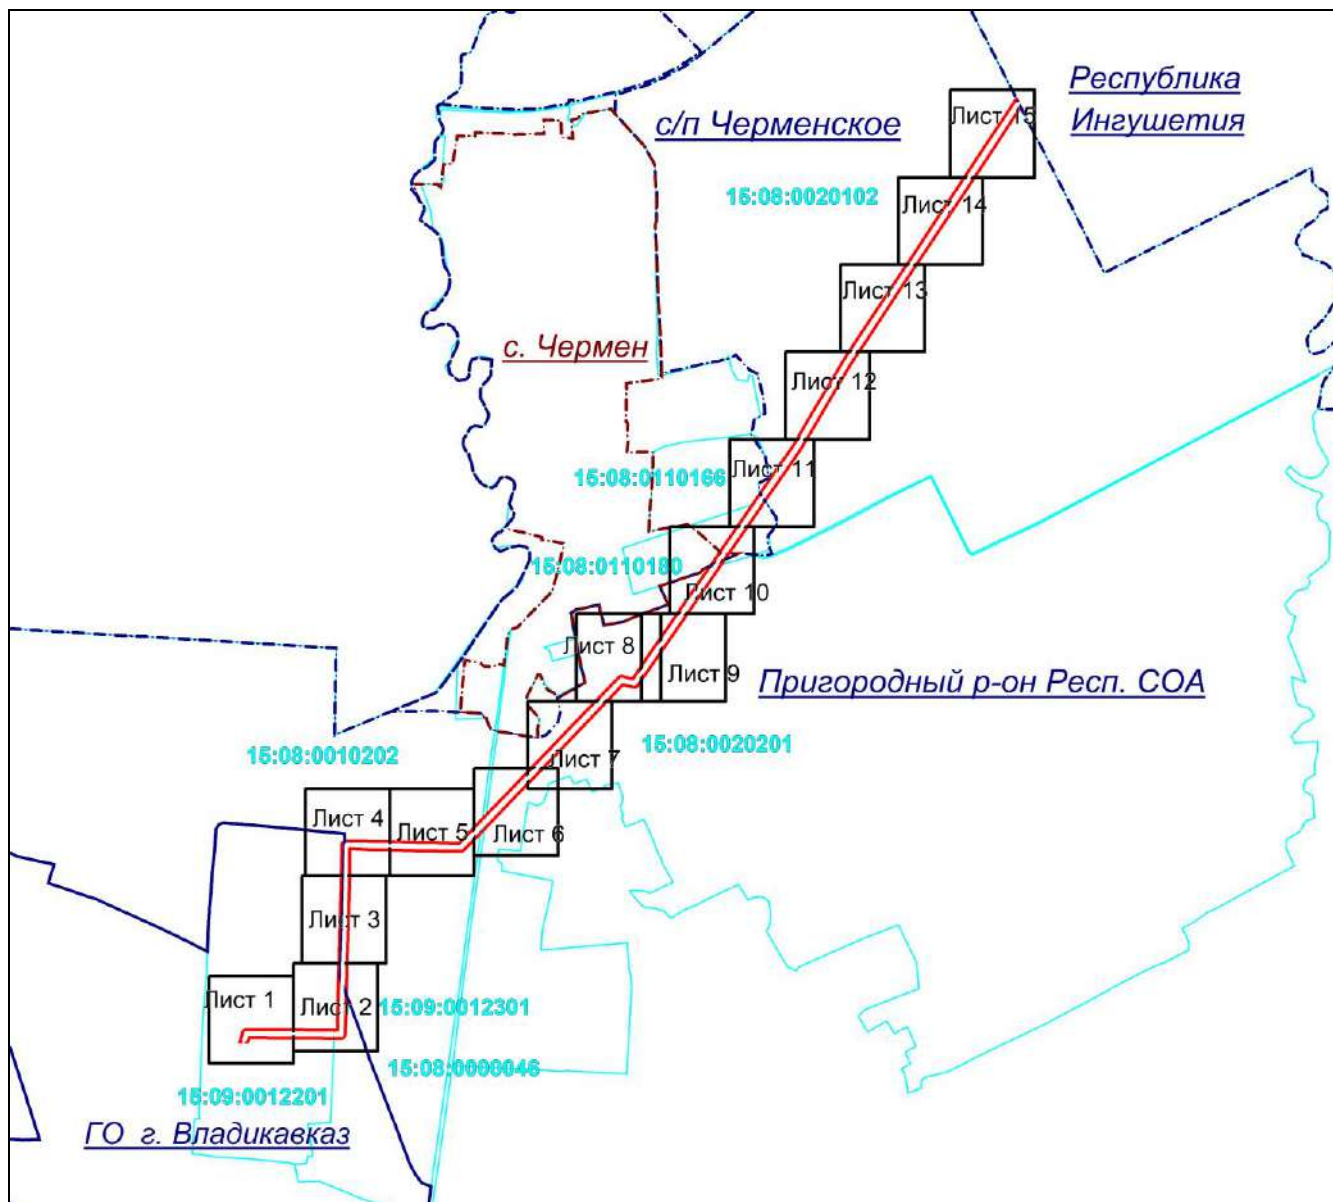 Республика
Ингушетия
Лист 15
с/п Черменское
15:08:0020102
Лист 14
Лист 13
с. Чермен
Лист 12
Лист 11
15:08:0110166
15:08:0110180
Лист 10
Лист 8
Лист 9
Пригородный р-он Респ. СОА
15:08:0020201
15:08:0010202
Лист 7
Лист 4
Лист 5
Лист 6
Лист 3
Лист 1
Лист 2
15:09:0012301
15:08:0000046
15:09:0012201
ГО г. Владикавказ